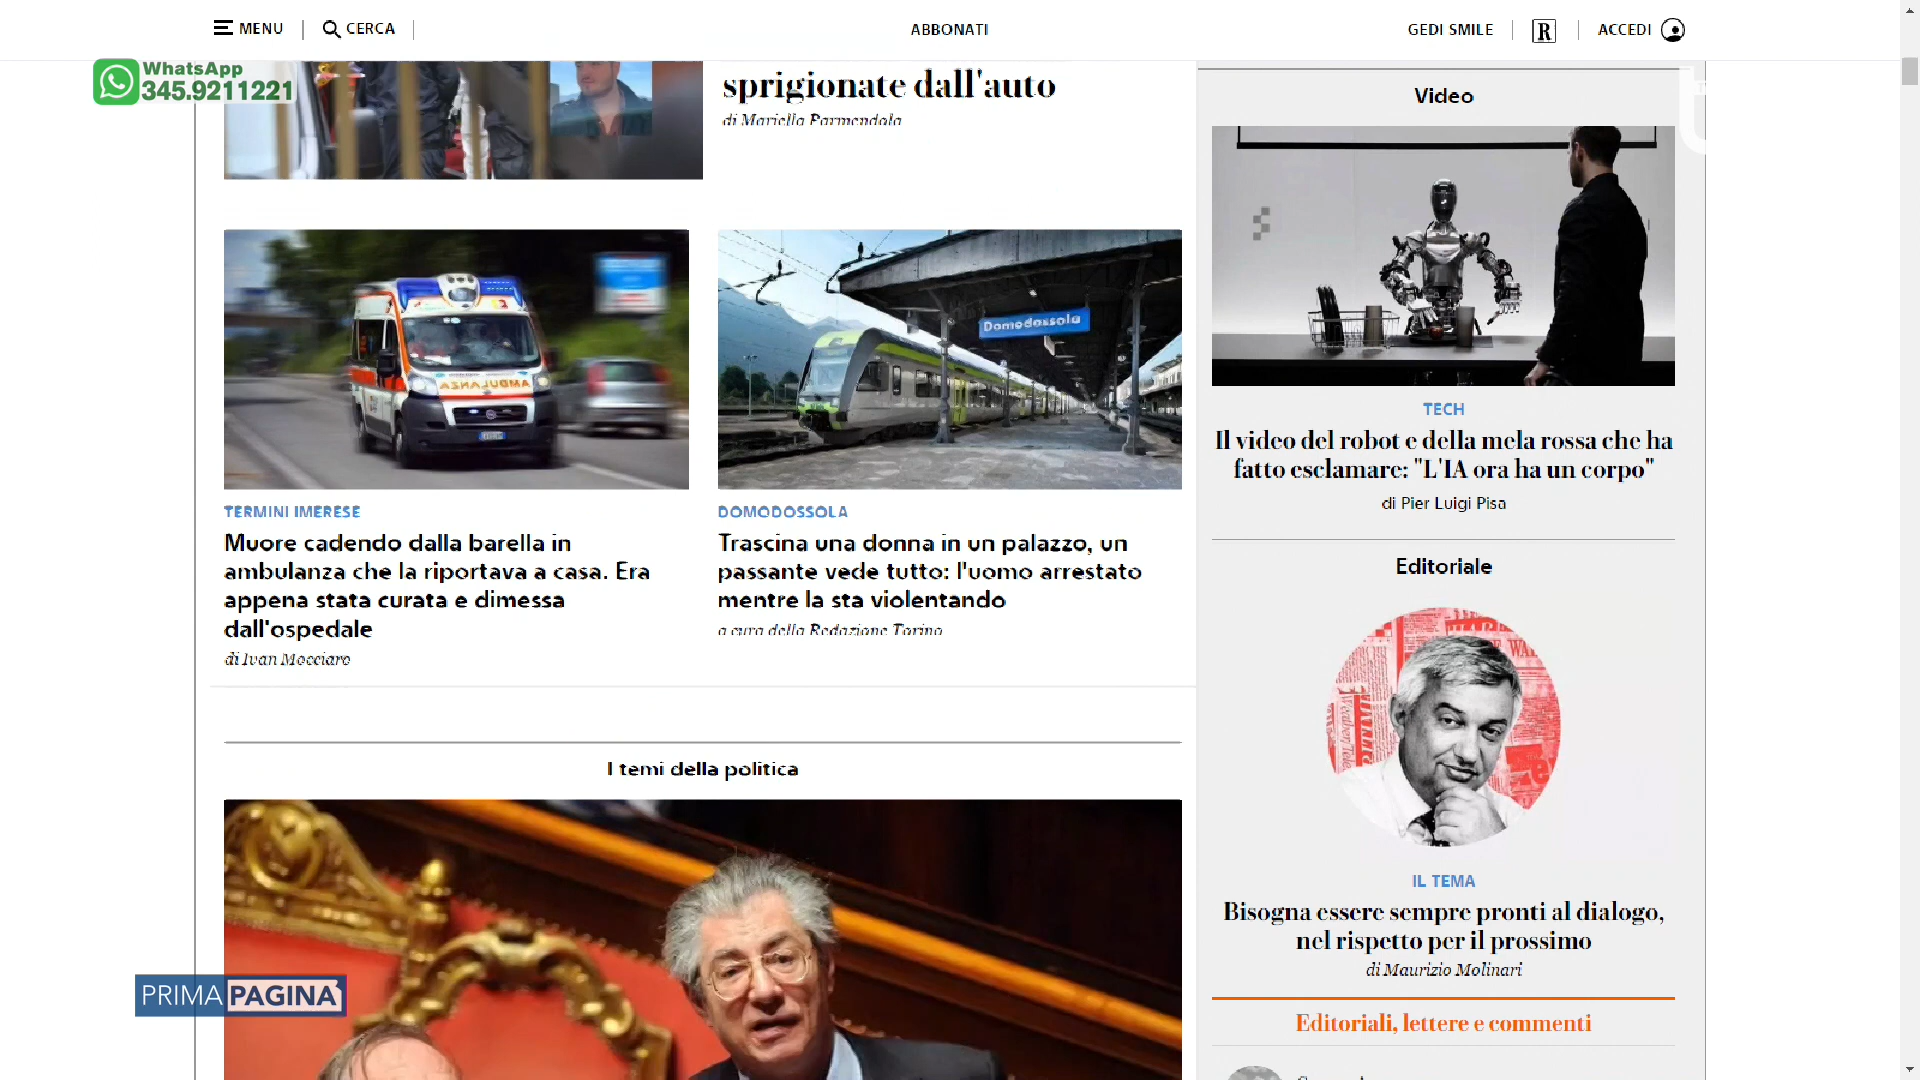 MENU
CERCA
ABBONATI
GEDI SMILE
R
ACCEDI
WhatsApp
345.9211221
sprigionate dall'auto
di Mariella Parmendola
Video
Domodossola
AMBULANZA
TECH
Il video del robot e della mela rossa che ha
fatto esclamare: "L'IA ora ha un corpo"
di Pier Luigi Pisa
TERMINI IMERESE
Muore cadendo dalla barella in
ambulanza che la riportava a casa. Era
appena stata curata e dimessa
dall'ospedale
di Ivan Mocciaro
DOMODOSSOLA
Trascina una donna in un palazzo, un
passante vede tutto: l'uomo arrestato
mentre la sta violentando
a cura della Redazione Torino
Editoriale
IL TEMA
Bisogna essere sempre pronti al dialogo,
nel rispetto per il prossimo
di Maurizio Molinari
Editoriali, lettere e commenti
I temi della politica
PRIMA PAGINA